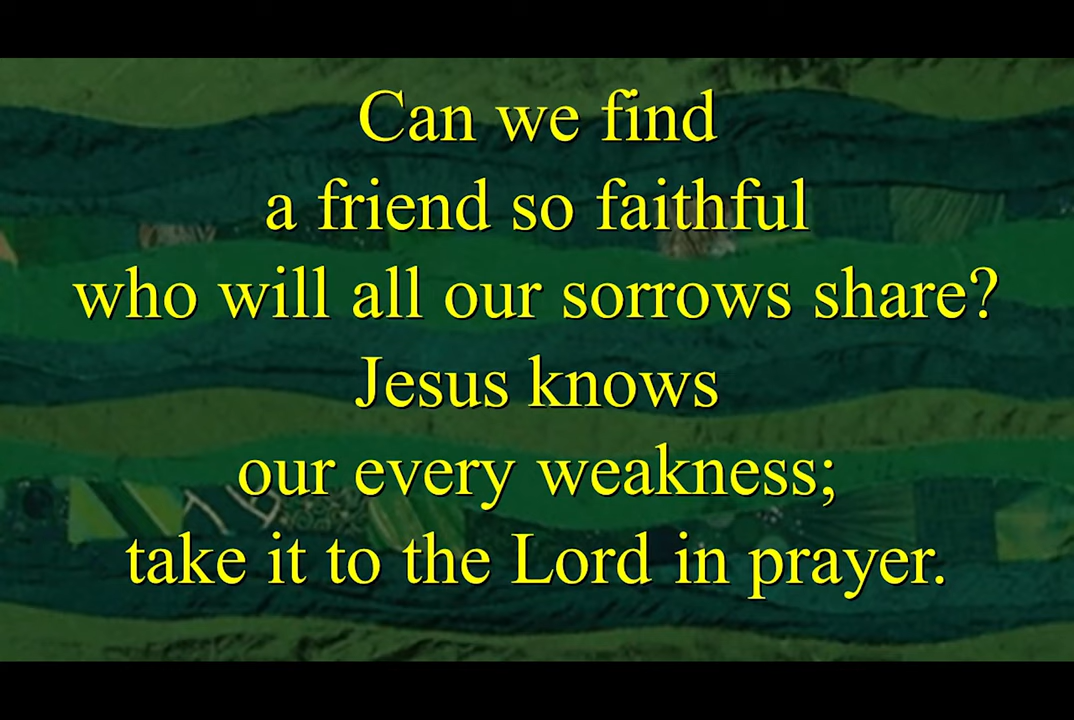 Can we find
a friend so faithful
who will all our sorrows share?
Jesus knows
our every weakness;
take it to the Lord in prayer.